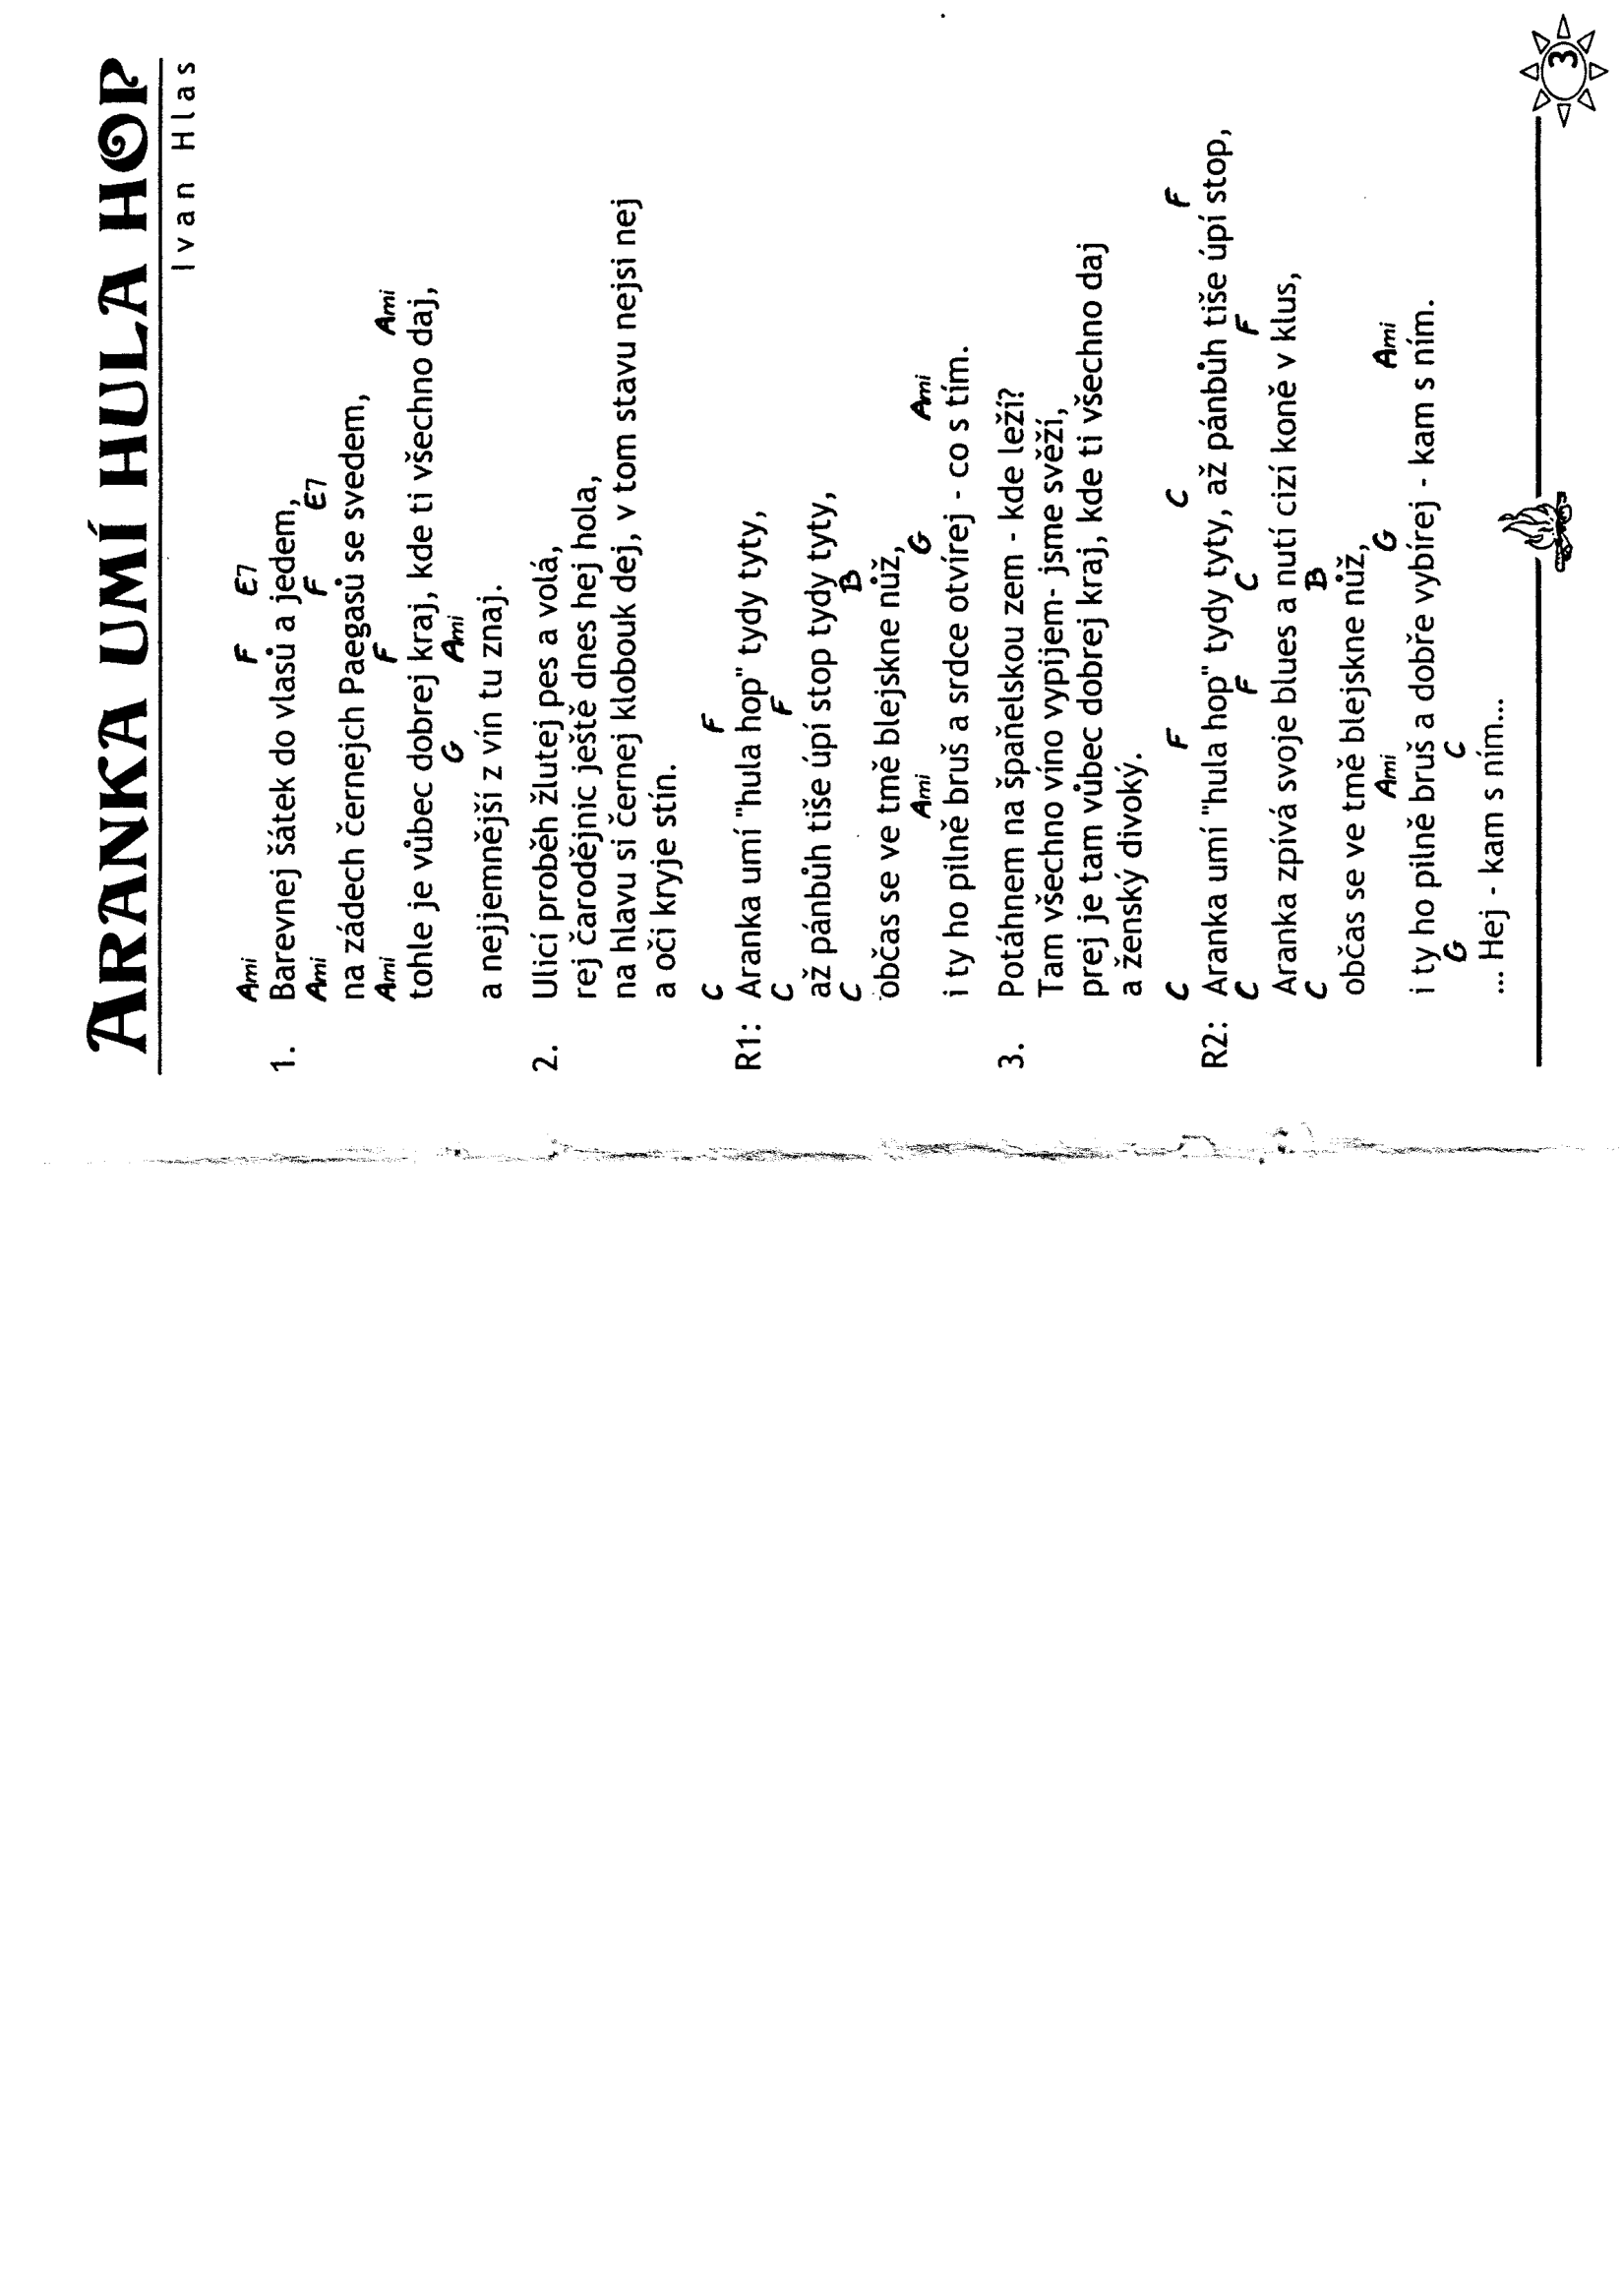 ARANKA UMÍ HULA HOP
Ivan Hlas
Ami F E7
1. Barevnej šátek do vlasů a jedem,
Ami F E7
na zádech černejch Paegasů se svedem,
Ami F Ami
tohle je vůbec dobrej kraj, kde ti všechno daj,
G Ami
a nejjemnější z vín tu znaj.
2. Ulicí proběh žlutej pes a volá,
rej čarodějnic ještě dnes hej hola,
na hlavu si černej klobouk dej, v tom stavu nejsi nej
a oči kryje stín.
C F
R1: Aranka umí "hula hop" tydy tyty,
C F
až pánbůh tiše úpí stop tydy tyty,
C B
občas se ve tmě blejskne nůž,
Ami G Ami
i ty ho pilně bruš a srdce otvírej - co s tím.
3. Potáhnem na španělskou zem - kde leží?
Tam všechno víno vypijem- jsme svěží,
prej je tam vůbec dobrej kraj, kde ti všechno daj
a ženský divoký.
C F C F
R2: Aranka umí "hula hop" tydy tyty, až pánbůh tiše úpí stop,
C F C F
Aranka zpívá svoje blues a nutí cizí koně v klus,
C B
občas se ve tmě blejskne nůž,
Ami G Ami
i ty ho pilně bruš a dobře vybírej - kam s ním.
G C
... Hej - kam s ním...
3